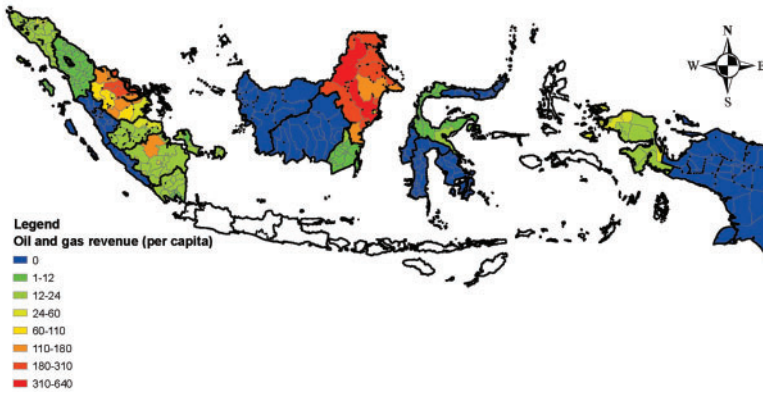 N
W E
S
Legend
Oil and gas revenue (per capita)
0
1-12
12-24
24-60
60-110
110-180
180-310
310-640